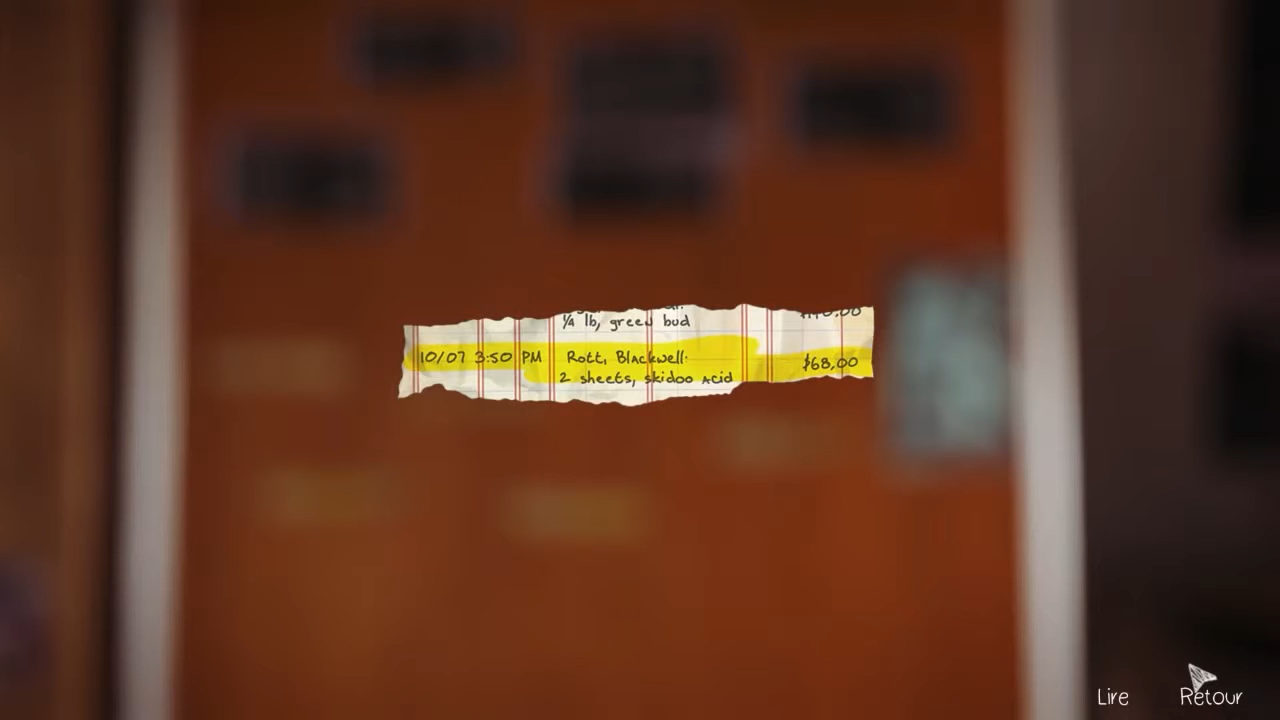 ¼ lb, green bud
10/07 3:50 PM Rott, Blackwell: $68,00
2 sheets, skidoo Acid
Lire Retour